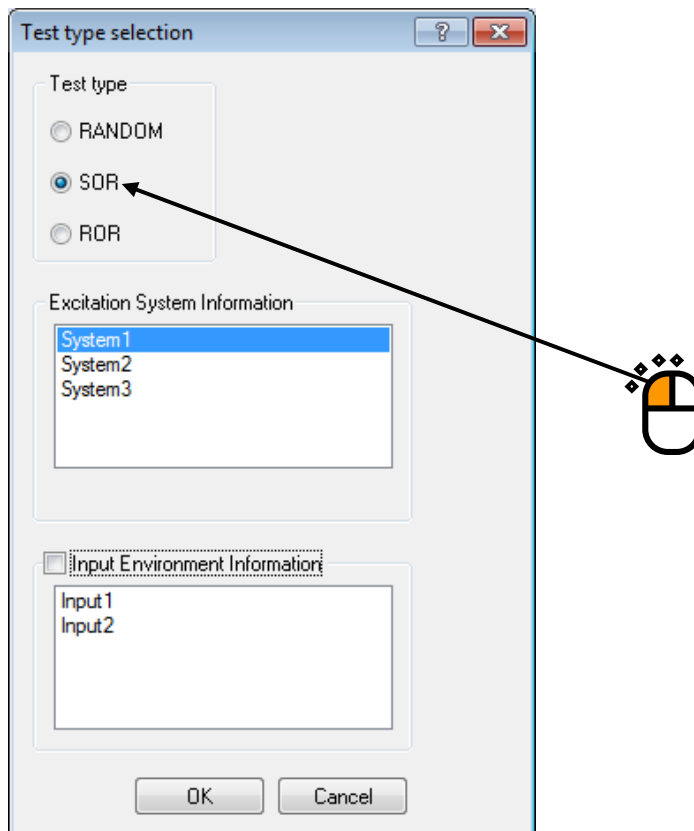 Test type selection
?
Test type
RANDOM
SOR
ROR
Excitation System Information
System1
System2
System3
Input Environment Information
Input1
Input2
OK
Cancel